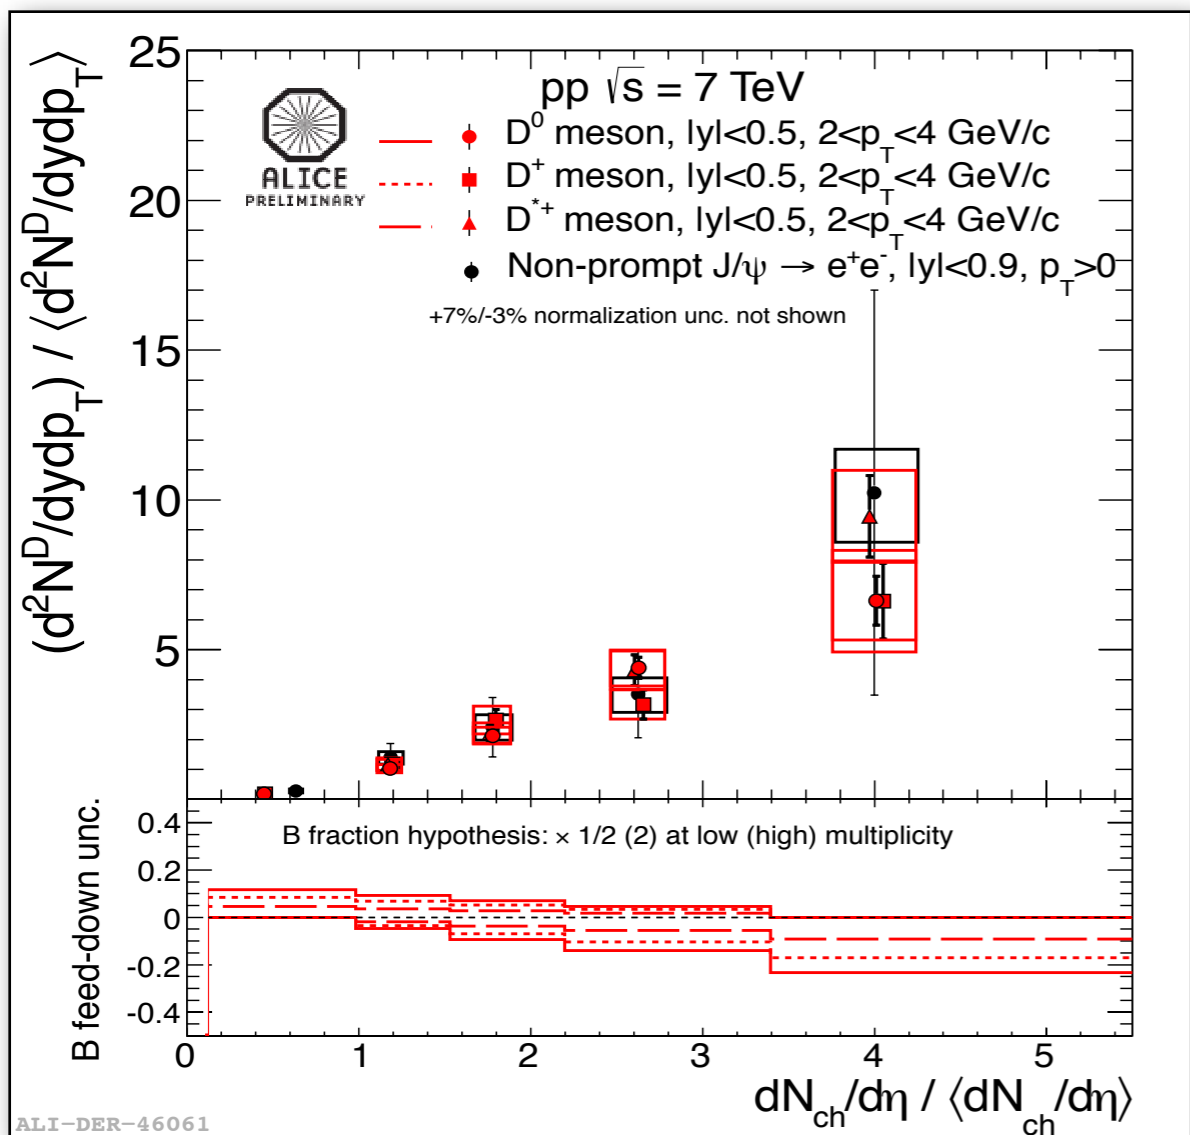 25
20
15
10
5
(d²Nᴰ/dydp_T) / ⟨d²Nᴰ/dydp_T⟩
ALICE
PRELIMINARY
pp √s = 7 TeV
D⁰ meson, |y|<0.5, 2<p_T<4 GeV/c
D⁺ meson, |y|<0.5, 2<p_T<4 GeV/c
D*⁺ meson, |y|<0.5, 2<p_T<4 GeV/c
Non-prompt J/ψ → e⁺e⁻, |y|<0.9, p_T>0
+7%/-3% normalization unc. not shown
B feed-down unc.
0.4
0.2
0
-0.2
-0.4
B fraction hypothesis: × 1/2 (2) at low (high) multiplicity
0 1 2 3 4 5
dN_ch/dη / ⟨dN_ch/dη⟩
ALI-DER-46061